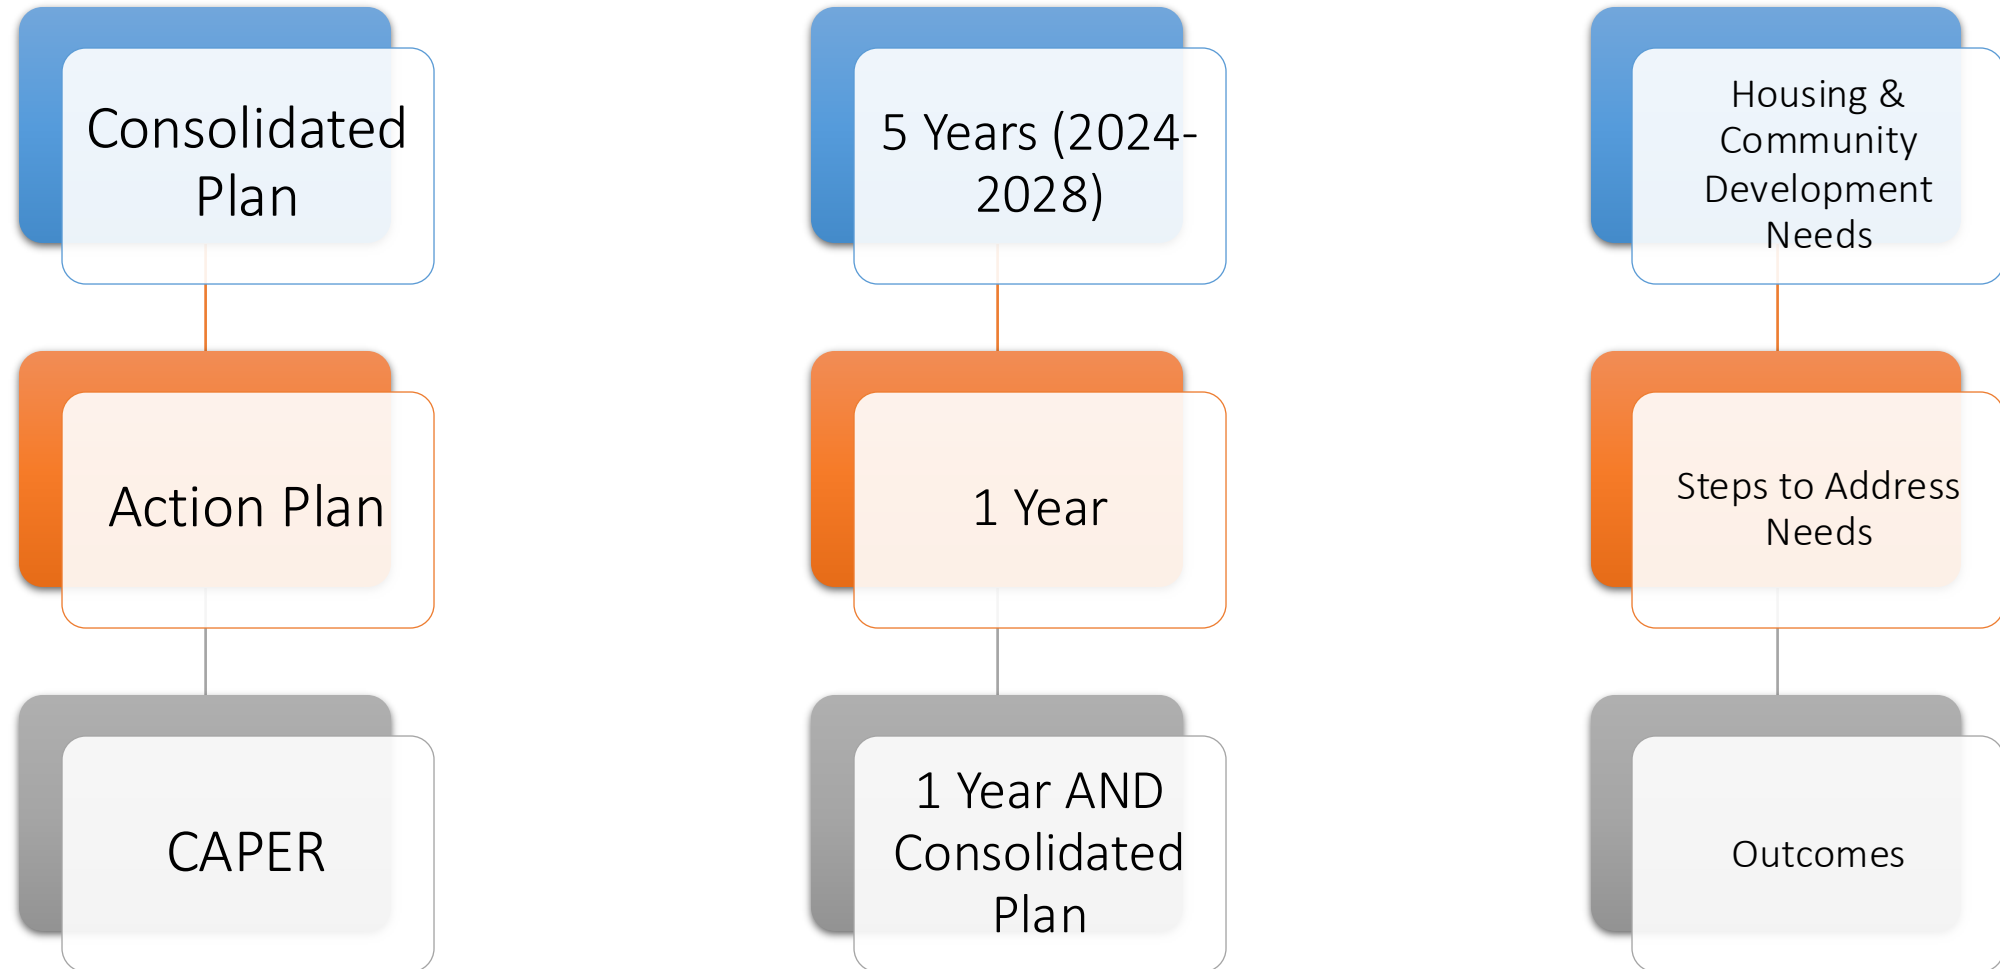 Consolidated
Plan
5 Years (2024-
2028)
Housing &
Community
Development
Needs
Action Plan
1 Year
Steps to Address
Needs
CAPER
1 Year AND
Consolidated
Plan
Outcomes